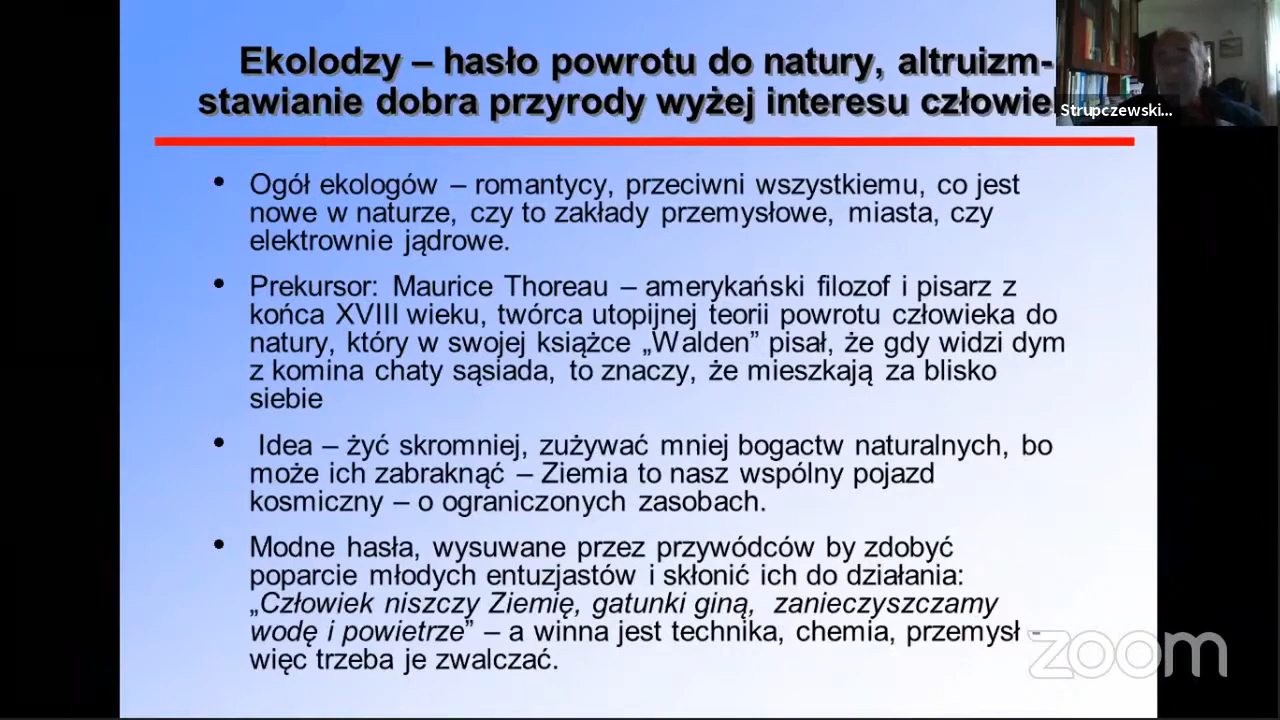 Ekolodzy – hasło powrotu do natury, altruizm-
stawianie dobra przyrody wyżej interesu
Strupczewski...
• Ogół ekologów – romantycy, przeciwni wszystkiemu, co jest
nowe w naturze, czy to zakłady przemysłowe, miasta, czy
elektrownie jądrowe.
• Prekursor: Maurice Thoreau – amerykański filozof i pisarz z
końca XVIII wieku, twórca utopijnej teorii powrotu człowieka do
natury, który w swojej książce „Walden” pisał, że gdy widzi dym
z komina chaty sąsiada, to znaczy, że mieszkają za blisko
siebie
• Idea – żyć skromniej, zużywać mniej bogactw naturalnych, bo
może ich zabraknąć – Ziemia to nasz wspólny pojazd
kosmiczny – o ograniczonych zasobach.
• Modne hasła, wysuwane przez przywódców by zdobyć
poparcie młodych entuzjastów i skłonić ich do działania:
„Człowiek niszczy Ziemię, gatunki giną, zanieczyszczamy
wodę i powietrze” – a winna jest technika, chemia, przemysł -
więc trzeba je zwalczać.
zoom